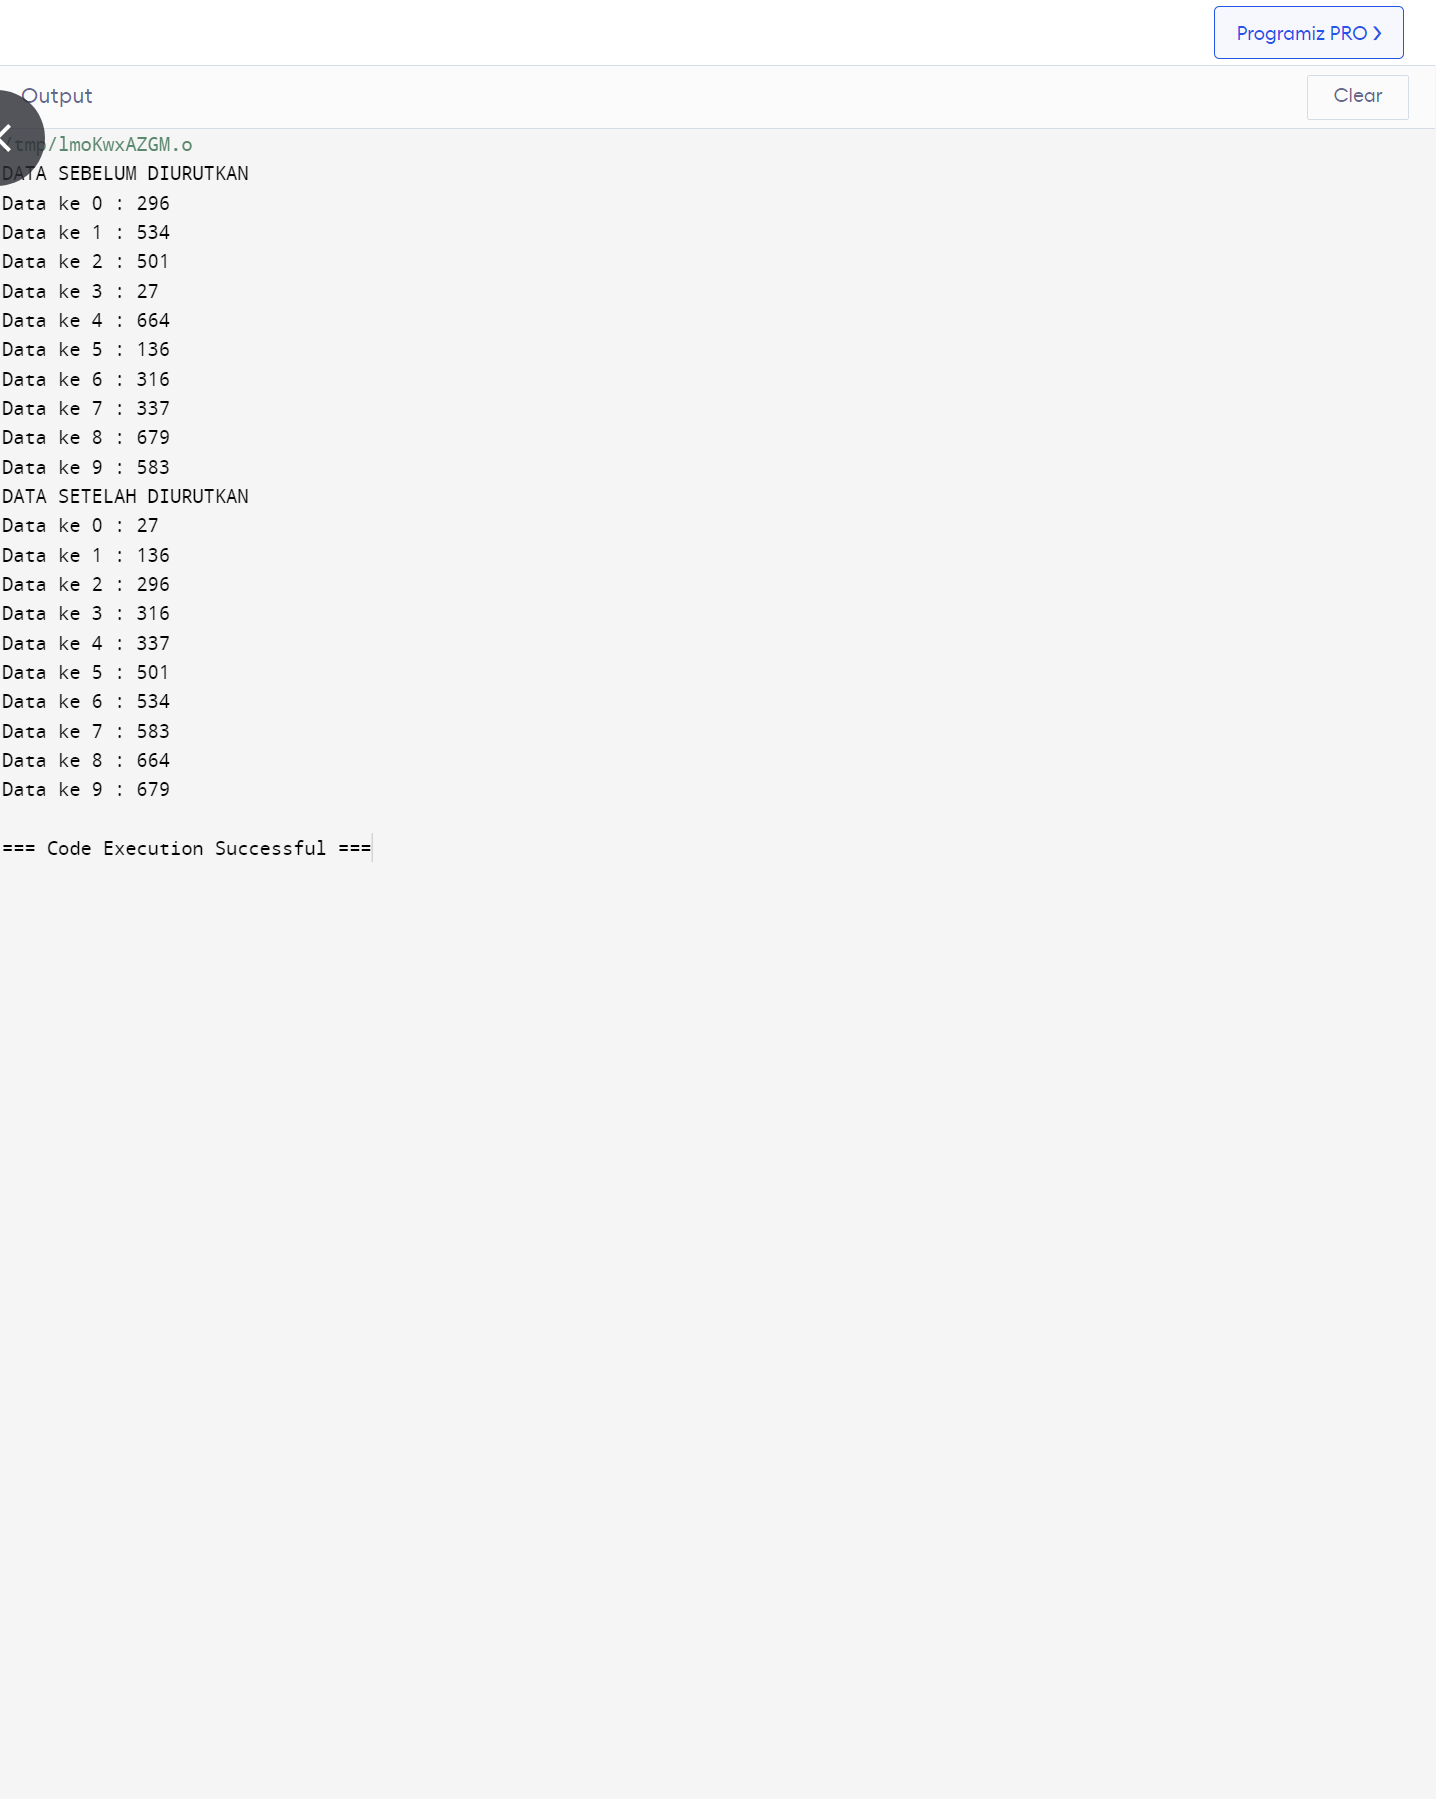 Programiz PRO ›
Output
Clear
/tmp/lmoKwxAZGM.o
DATA SEBELUM DIURUTKAN
Data ke 0 : 296
Data ke 1 : 534
Data ke 2 : 501
Data ke 3 : 27
Data ke 4 : 664
Data ke 5 : 136
Data ke 6 : 316
Data ke 7 : 337
Data ke 8 : 679
Data ke 9 : 583
DATA SETELAH DIURUTKAN
Data ke 0 : 27
Data ke 1 : 136
Data ke 2 : 296
Data ke 3 : 316
Data ke 4 : 337
Data ke 5 : 501
Data ke 6 : 534
Data ke 7 : 583
Data ke 8 : 664
Data ke 9 : 679
=== Code Execution Successful ===